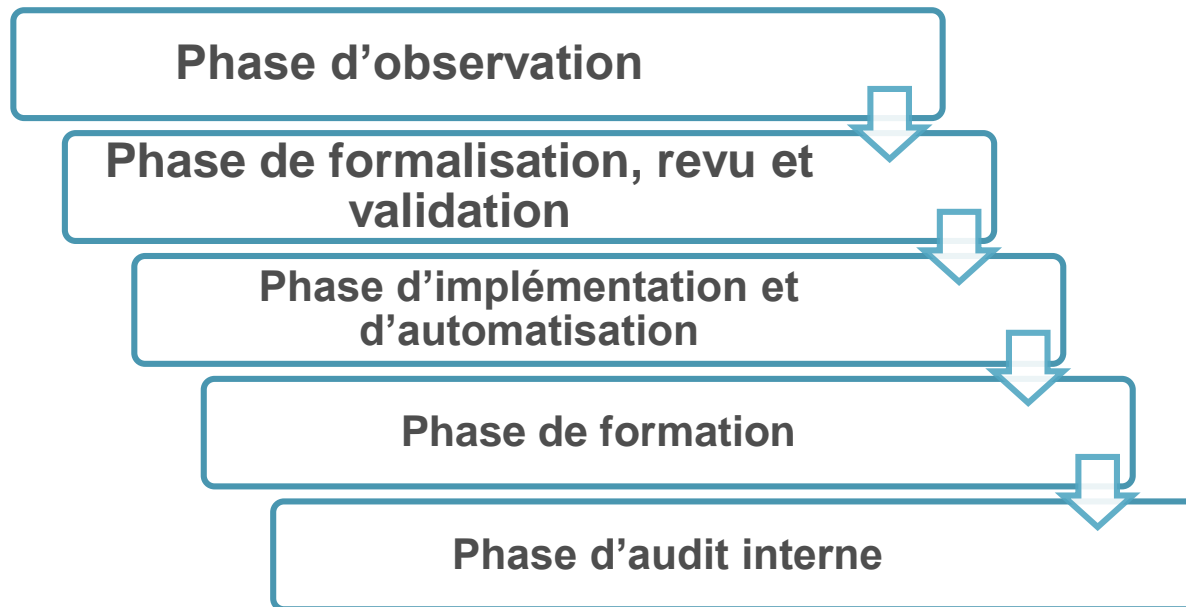 Phase d’observation
Phase de formalisation, revu et
validation
Phase d’implémentation et
d’automatisation
Phase de formation
Phase d’audit interne